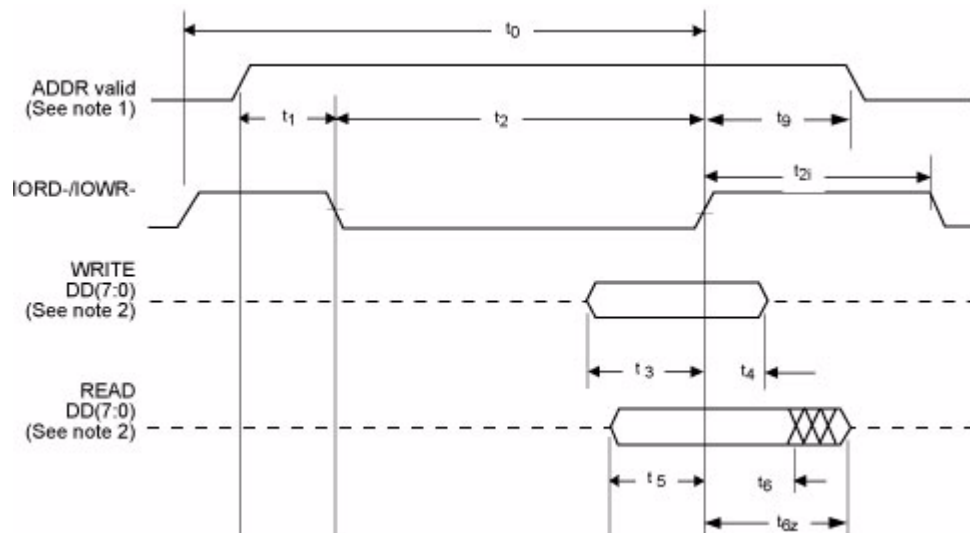 t0
ADDR valid
(See note 1)
t1
t2
t9
t2i
IORD-/IOWR-
WRITE
DD(7:0)
(See note 2)
t3
t4
READ
DD(7:0)
(See note 2)
t5
t6
t6z